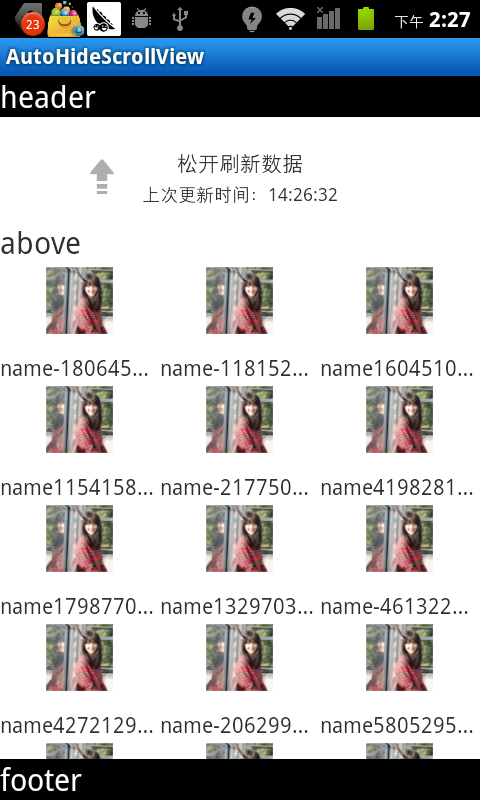 23 下午 2:27
AutoHideScrollView
header
松开刷新数据
上次更新时间：14:26:32
above
name-180645... name-118152... name1604510...
name1154158... name-217750... name4198281...
name1798770... name1329703... name-461322...
name4272129... name-206299... name5805295...
footer